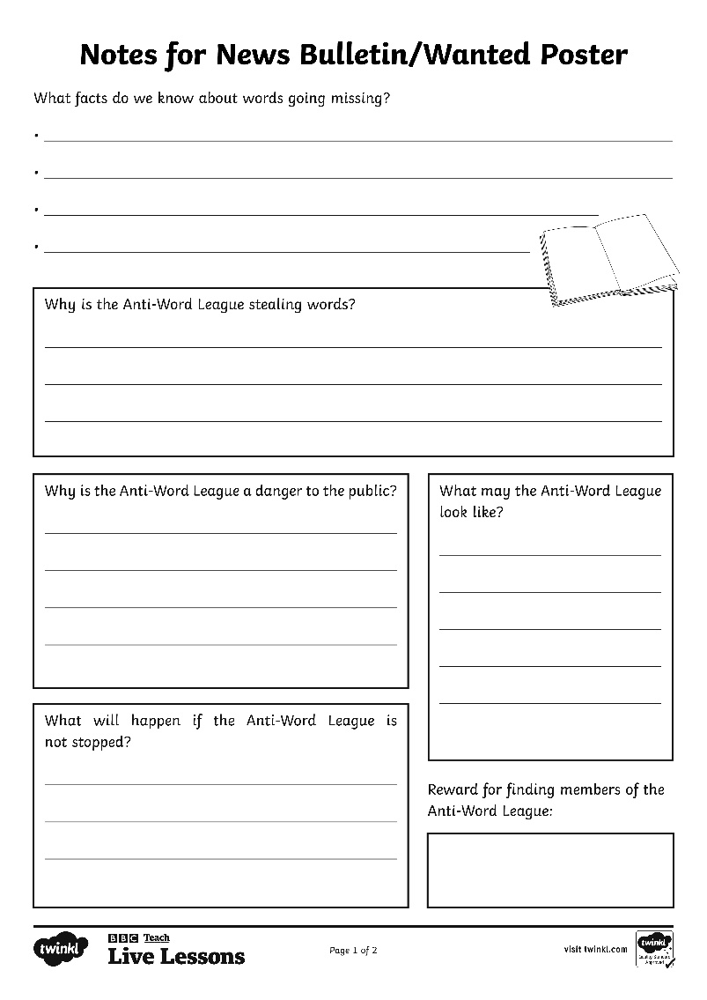 Notes for News Bulletin/Wanted Poster
What facts do we know about words going missing?
•
•
•
•
Why is the Anti-Word League stealing words?
Why is the Anti-Word League a danger to the public?
What may the Anti-Word League
look like?
What will happen if the Anti-Word League is
not stopped?
Reward for finding members of the
Anti-Word League:
twinkl
BBC Teach
Live Lessons
Page 1 of 2
visit twinkl.com
twinkl
Quality Standard
Approved